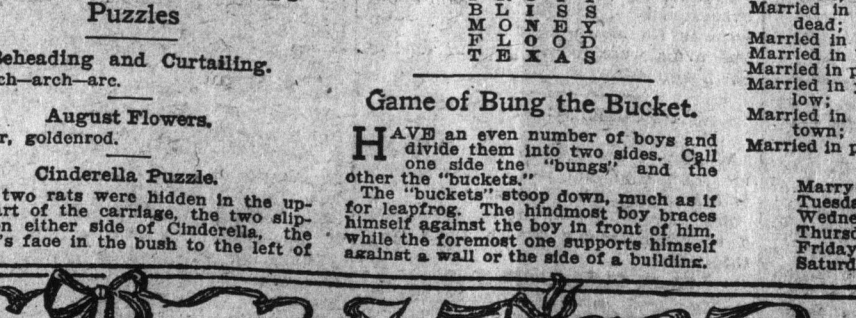 Puzzles
Beheading and Curtailing.
ch—arch—arc.
August Flowers.
r, goldenrod.
Cinderella Puzzle.
two rats were hidden in the up-
art of the carriage, the two slip-
on either side of Cinderella, the
's face in the bush to the left of
B L I S S
M O N E Y
F L O O D
T E X A S
Game of Bung the Bucket.
HAVE an even number of boys and
divide them into two sides. Call
one side tne "bungs" and the
other the "buckets."
The "buckets" stoop down, much as if
for leapfrog. The hindmost boy braces
himself against the boy in front of him,
while the foremost one supports himself
against a wall or the side of a building.
Married in
dead;
Married in
Married in
Married in p
Married in
low;
Married in
town;
Married in p
Marry
Tuesda
Wedne
Thursd
Friday
Saturd